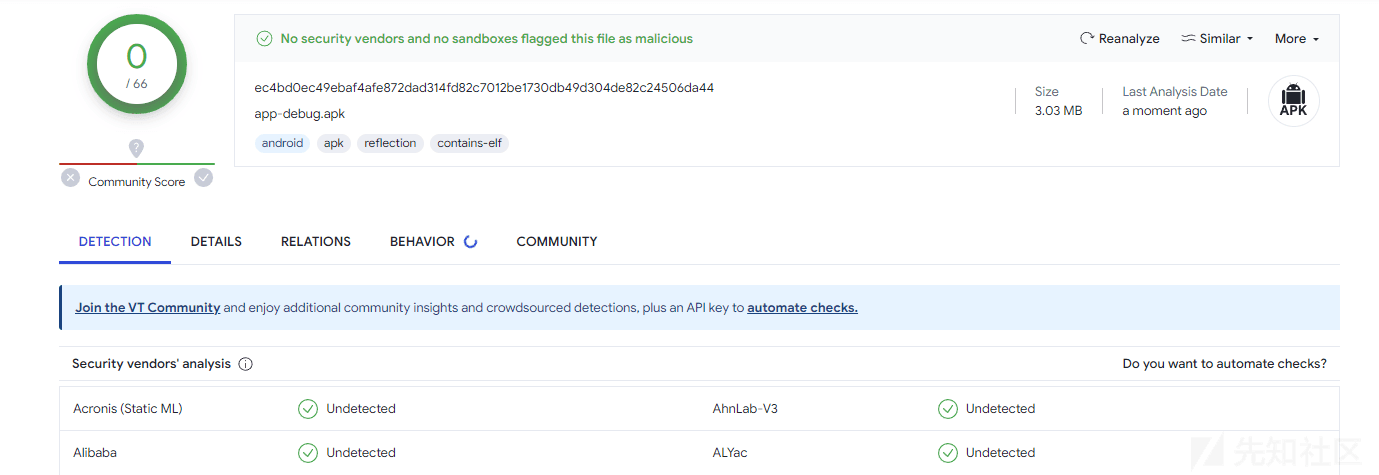 0
/ 66
Community Score
No security vendors and no sandboxes flagged this file as malicious
Reanalyze Similar More
ec4bd0ec49ebaf4afe872dad314fd82c7012be1730db49d304de82c24506da44
app-debug.apk
android apk reflection contains-elf
Size
3.03 MB
Last Analysis Date
a moment ago
APK
DETECTION DETAILS RELATIONS BEHAVIOR COMMUNITY
Join the VT Community and enjoy additional community insights and crowdsourced detections, plus an API key to automate checks.
Security vendors' analysis Do you want to automate checks?
Acronis (Static ML) Undetected AhnLab-V3 Undetected
Alibaba Undetected ALYac Undetected
先知社区